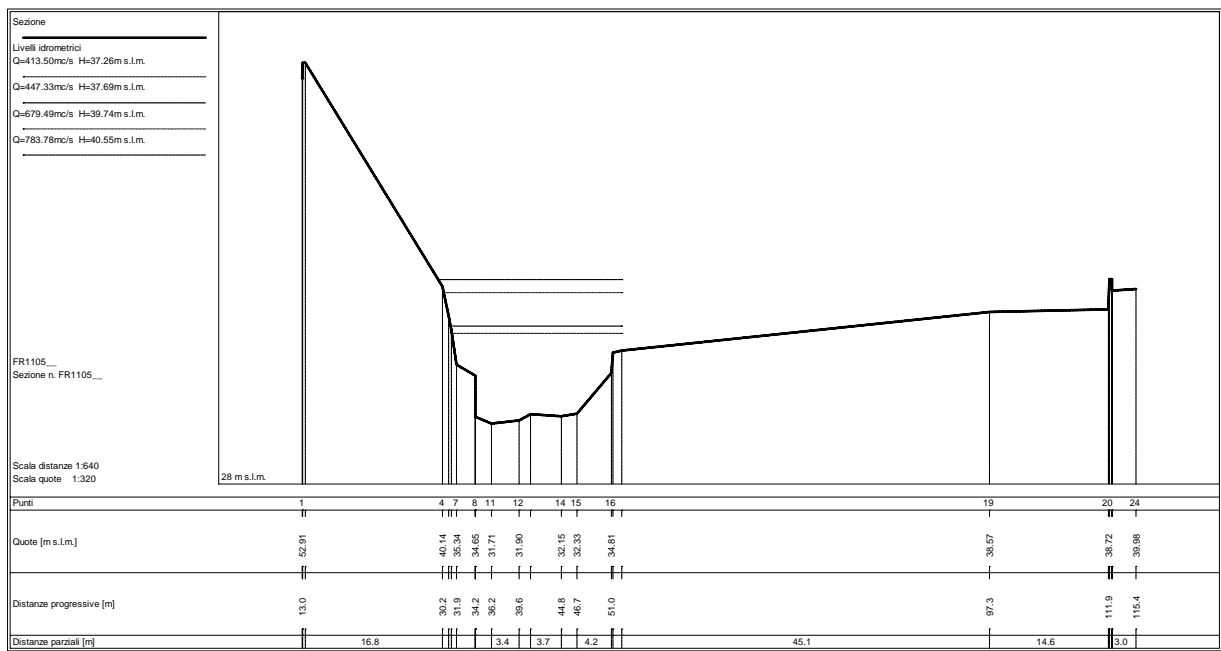 Sezione
Livelli idrometrici
Q=413.50mc/s H=37.26m s.l.m.
Q=447.33mc/s H=37.69m s.l.m.
Q=679.49mc/s H=39.74m s.l.m.
Q=783.78mc/s H=40.55m s.l.m.
FR1105__
Sezione n. FR1105__
Scala distanze 1:640
Scala quote 1:320
28 m s.l.m.
Punti 1 4 7 8 11 12 14 15 16 19 20 24
Quote [m s.l.m.] 52.91 40.14 35.34 34.65 31.71 31.90 32.15 32.33 34.81 38.57 38.72 39.98
Distanze progressive [m] 13.0 30.2 31.9 34.2 36.2 39.6 44.8 46.7 51.0 97.3 111.9 115.4
Distanze parziali [m] 16.8 3.4 3.7 4.2 45.1 14.6 3.0